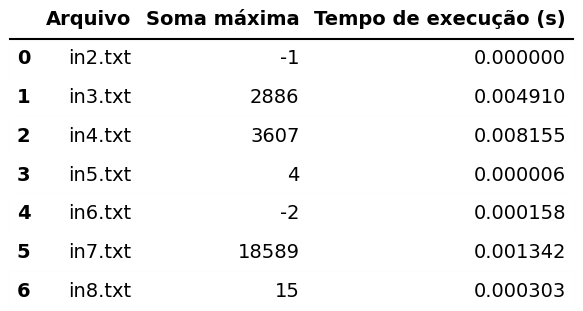 Arquivo Soma máxima Tempo de execução (s)
0 in2.txt -1 0.000000
1 in3.txt 2886 0.004910
2 in4.txt 3607 0.008155
3 in5.txt 4 0.000006
4 in6.txt -2 0.000158
5 in7.txt 18589 0.001342
6 in8.txt 15 0.000303